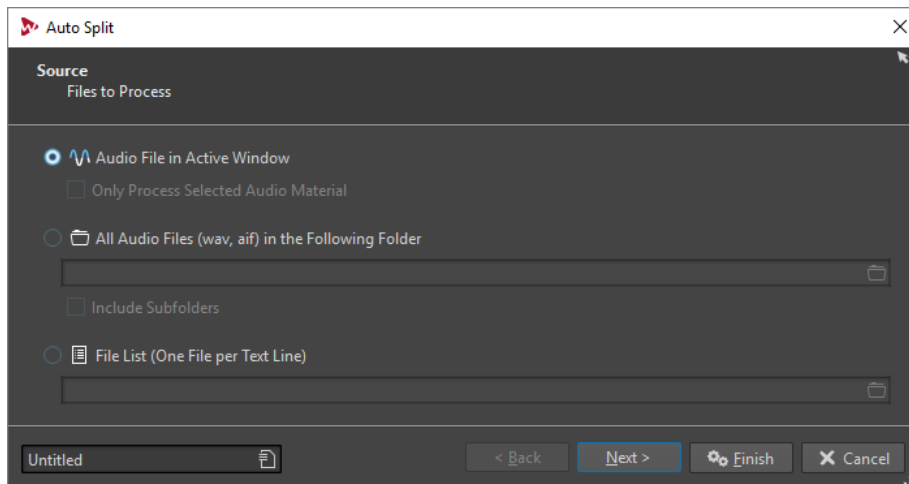 Auto Split
Source
Files to Process
Audio File in Active Window
Only Process Selected Audio Material
All Audio Files (wav, aif) in the Following Folder
Include Subfolders
File List (One File per Text Line)
Untitled
< Back
Next >
Finish
Cancel